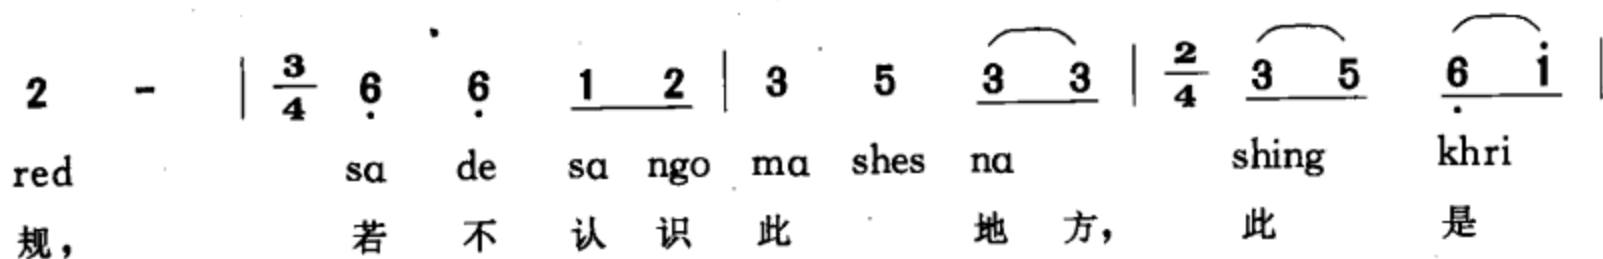 2 - | 3/4 6̣ 6̣ 1 2 | 3 5 3 3 | 2/4 3 5 6̣ i |
red sa de sa ngo ma shes na shing khri
规， 若 不 认 识 此 地 方， 此 是